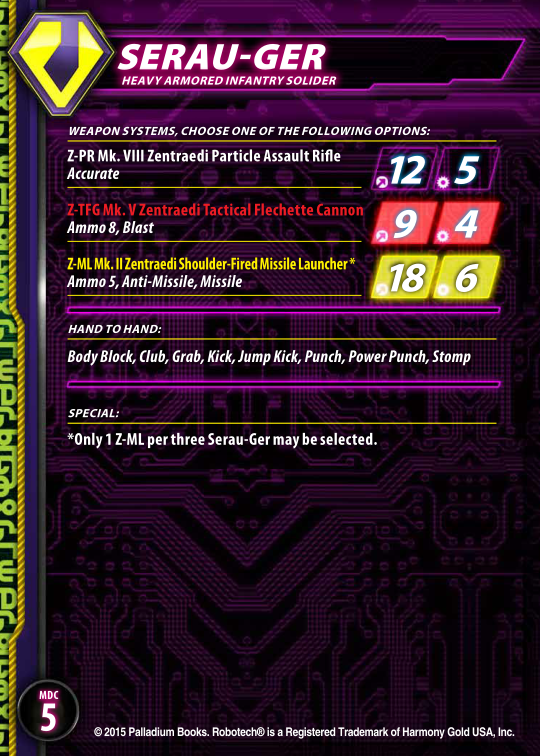 SERAU-GER
HEAVY ARMORED INFANTRY SOLIDER
WEAPON SYSTEMS, CHOOSE ONE OF THE FOLLOWING OPTIONS:
Z-PR Mk. VIII Zentraedi Particle Assault Rifle
Accurate
12 5
Z-TFG Mk. V Zentraedi Tactical Flechette Cannon
Ammo 8, Blast
9 4
Z-ML Mk. II Zentraedi Shoulder-Fired Missile Launcher*
Ammo 5, Anti-Missile, Missile
18 6
HAND TO HAND:
Body Block, Club, Grab, Kick, Jump Kick, Punch, Power Punch, Stomp
SPECIAL:
*Only 1 Z-ML per three Serau-Ger may be selected.
MDC
5
© 2015 Palladium Books. Robotech® is a Registered Trademark of Harmony Gold USA, Inc.